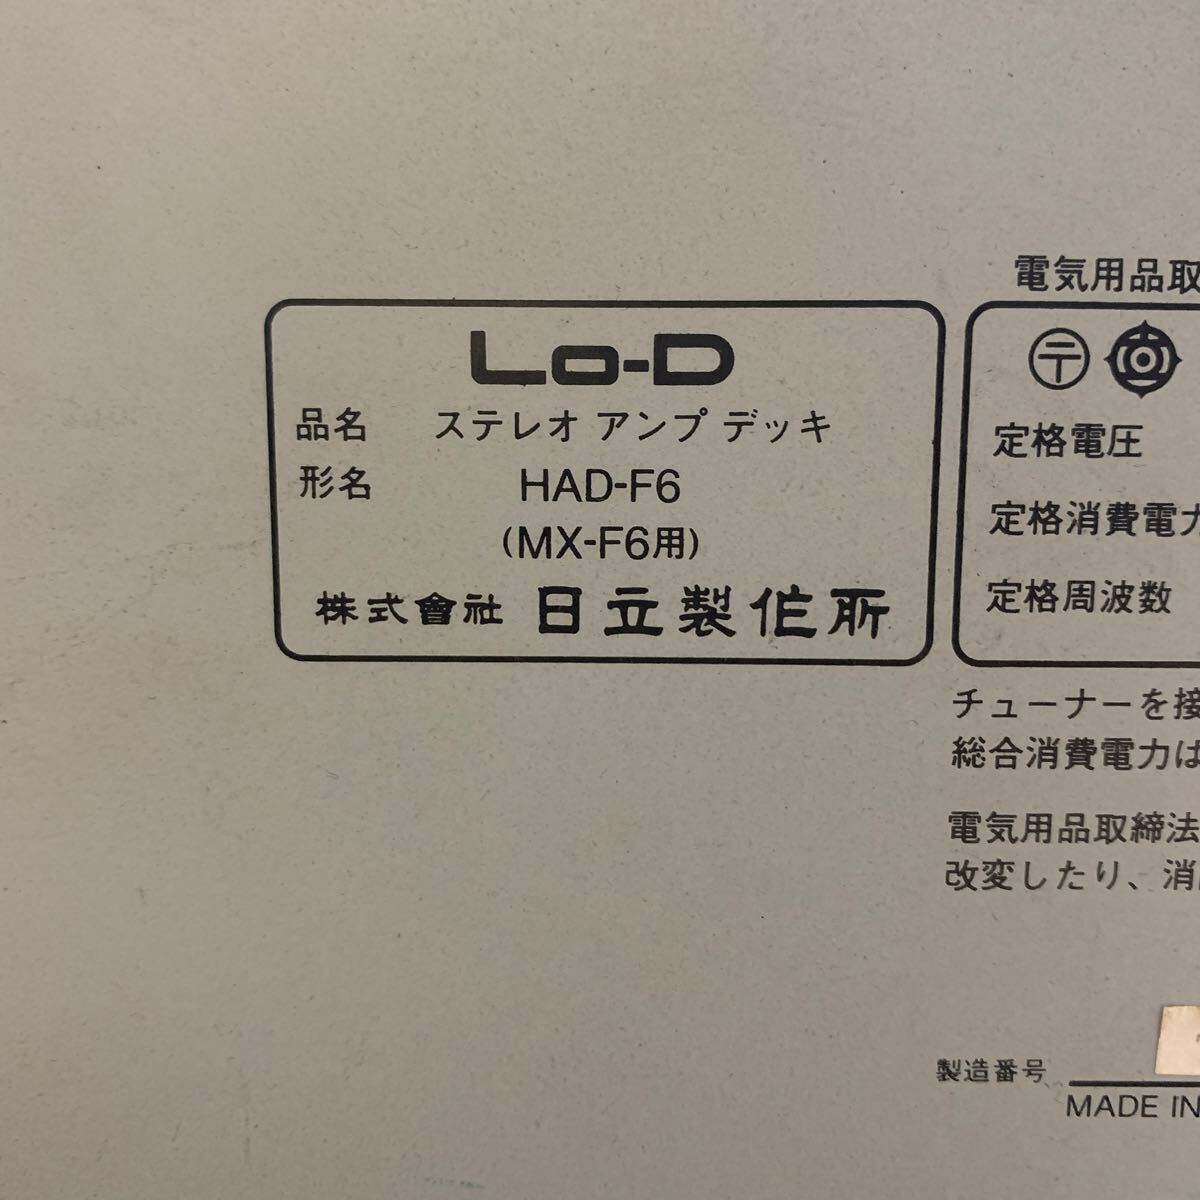 Lo-D
品名 ステレオ アンプ デッキ
形名 HAD-F6
(MX-F6用)
株式會社 日立製作所
電気用品取
〒
定格電圧
定格消費電力
定格周波数
チューナーを接
総合消費電力は
電気用品取締法
改変したり、消
製造番号
MADE IN